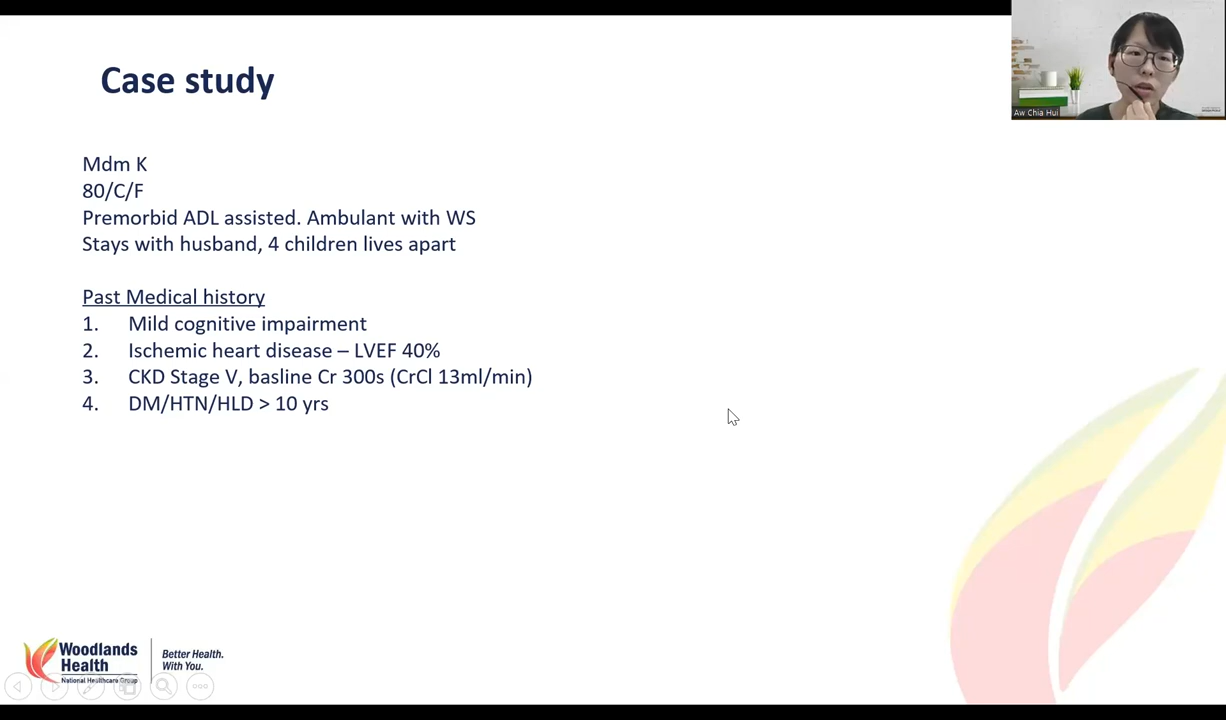 Case study
Aw Chia Hui
Mdm K
80/C/F
Premorbid ADL assisted. Ambulant with WS
Stays with husband, 4 children lives apart
Past Medical history
1. Mild cognitive impairment
2. Ischemic heart disease – LVEF 40%
3. CKD Stage V, basline Cr 300s (CrCl 13ml/min)
4. DM/HTN/HLD > 10 yrs
Woodlands
Health
National Healthcare Group
Better Health.
With You.